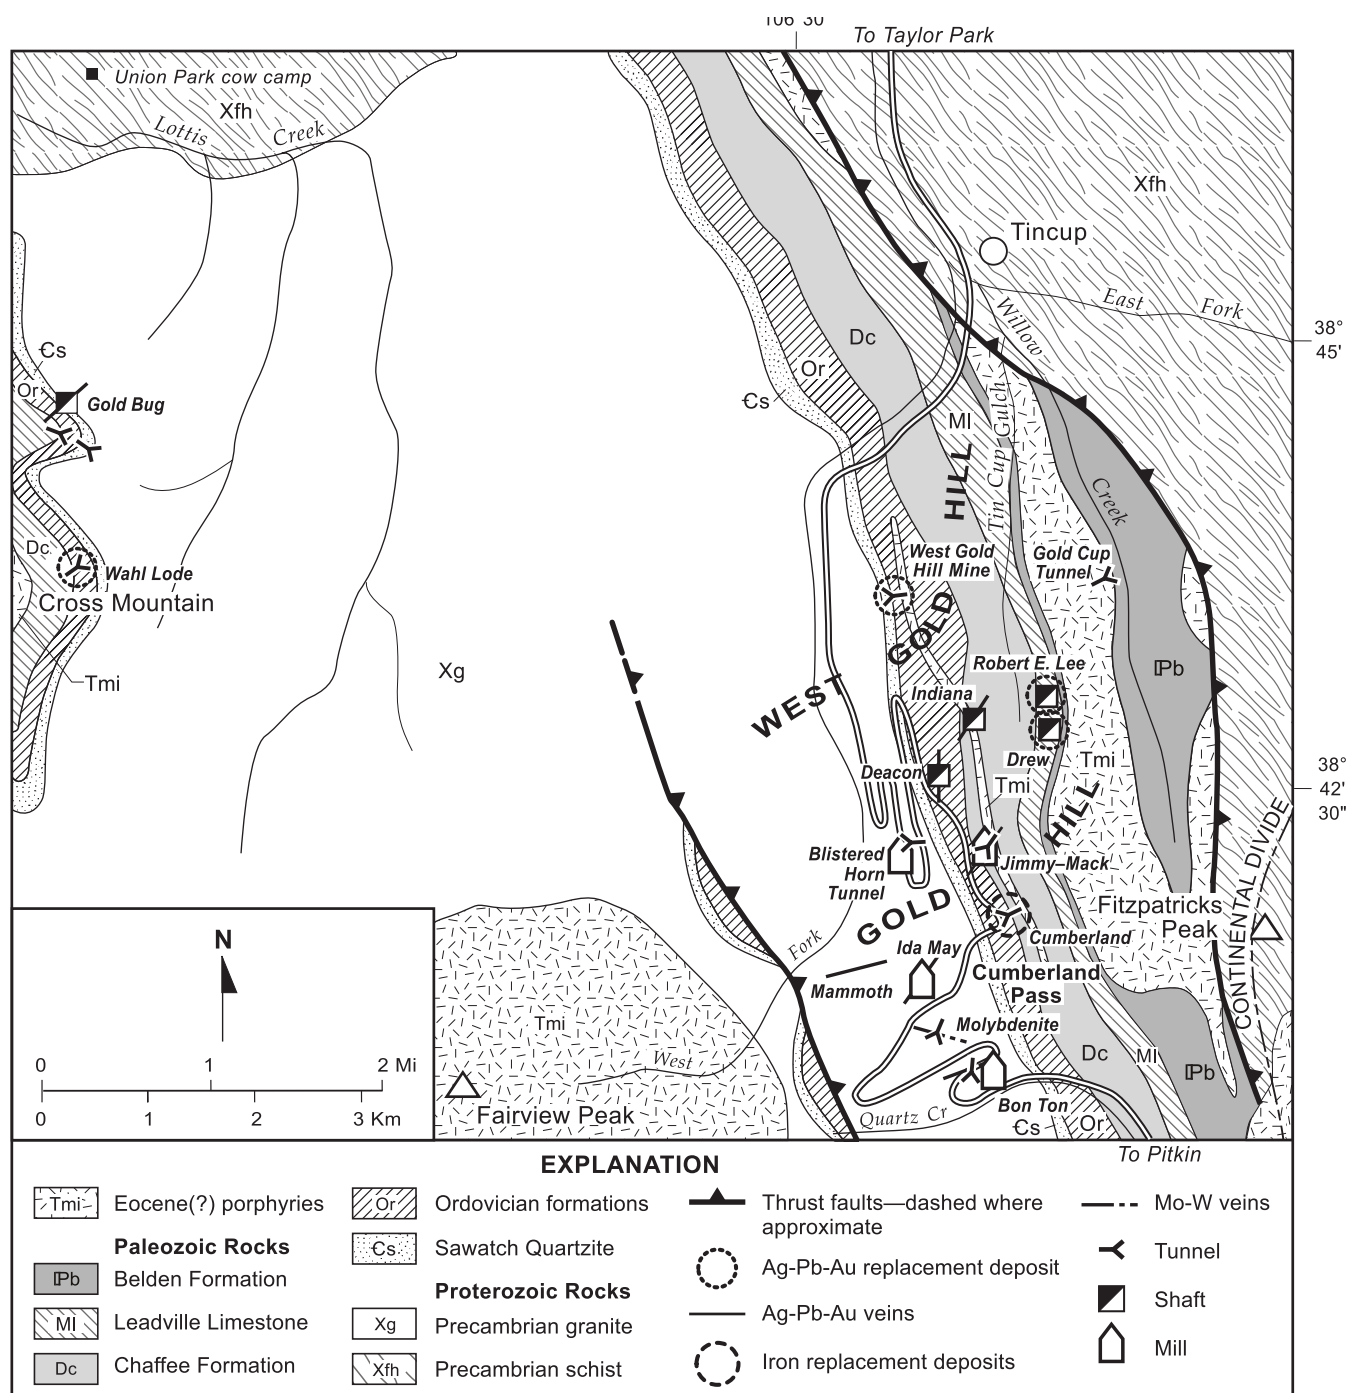 106 30
To Taylor Park
Union Park cow camp
Xfh
Lottis Creek
Xfh
Tincup
East Fork
Willow
38°
45'
Dc
Or
Ꞓs
Ꞓs
Or
Gold Bug
Ml
HILL
Tin Cup Gulch
Creek
Dc
Wahl Lode
Cross Mountain
Tmi
West Gold
Hill Mine
Gold Cup
Tunnel
GOLD
WEST
Xg
Robert E. Lee
Indiana
ꟼPb
Drew
Tmi
Deacon
Tmi
HILL
38°
42'
30"
Blistered
Horn
Tunnel
Jimmy–Mack
GOLD
Fitzpatricks
Peak
CONTINENTAL DIVIDE
Cumberland
Fork
Ida May
Mammoth
Cumberland
Pass
N
Tmi
Molybdenite
West
Dc
Ml
ꟼPb
0 1 2 Mi
0 1 2 3 Km
Fairview Peak
Quartz Cr
Bon Ton
Ꞓs
Or
To Pitkin
EXPLANATION
Tmi Eocene(?) porphyries
Paleozoic Rocks
ꟼPb Belden Formation
Ml Leadville Limestone
Dc Chaffee Formation
Or Ordovician formations
Ꞓs Sawatch Quartzite
Proterozoic Rocks
Xg Precambrian granite
Xfh Precambrian schist
Thrust faults—dashed where
approximate
Ag-Pb-Au replacement deposit
Ag-Pb-Au veins
Iron replacement deposits
Mo-W veins
Tunnel
Shaft
Mill